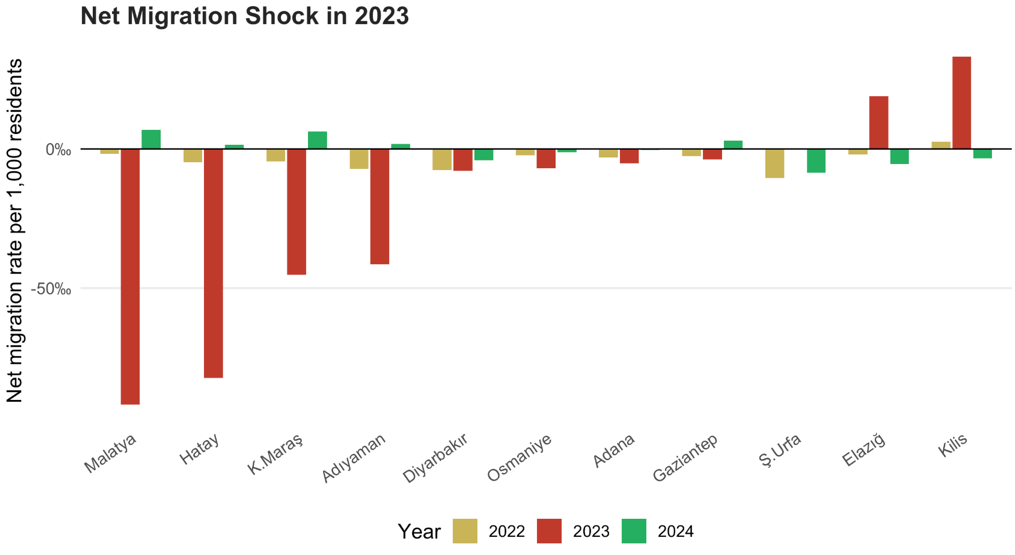 Net Migration Shock in 2023
Net migration rate per 1,000 residents
0‰
-50‰
Malatya
Hatay
K.Maraş
Adıyaman
Diyarbakır
Osmaniye
Adana
Gaziantep
Ş.Urfa
Elazığ
Kilis
Year 2022 2023 2024